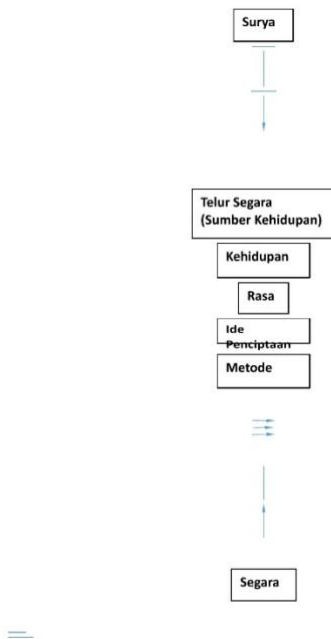 Surya
Telur Segara
(Sumber Kehidupan)
Kehidupan
Rasa
Ide
Penciptaan
Metode
Segara